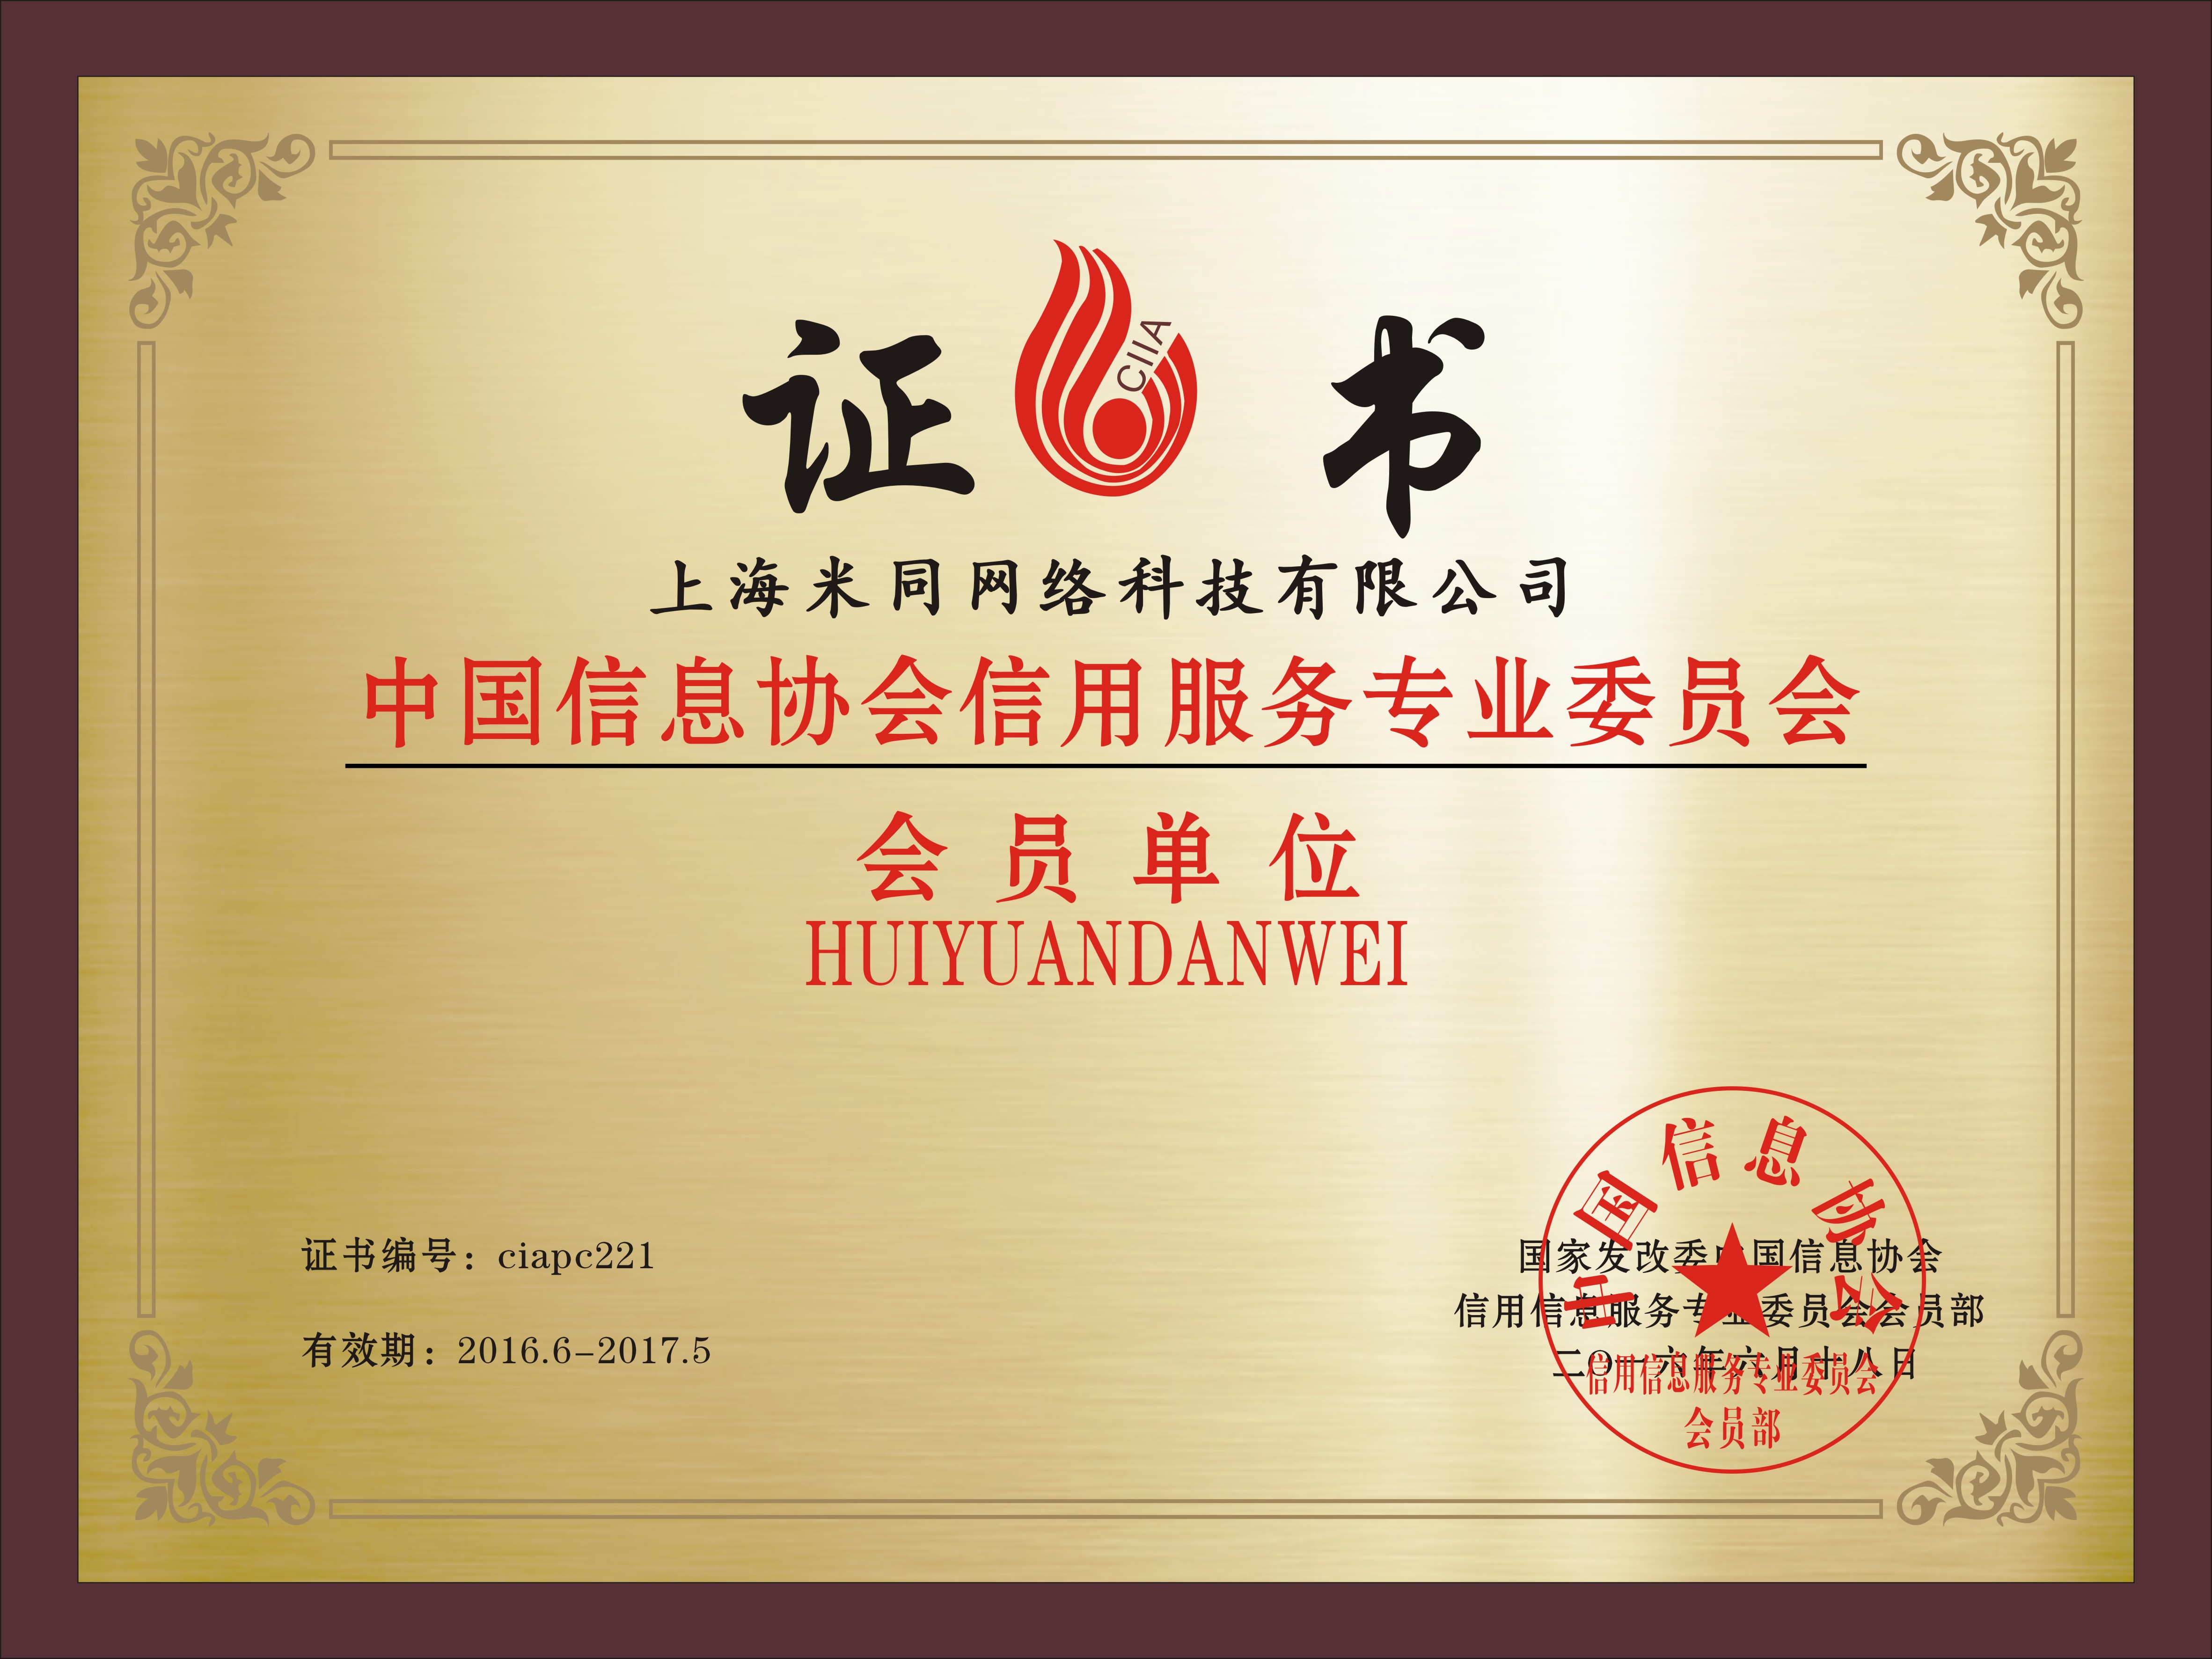 证书
CIIA
上海米同网络科技有限公司
中国信息协会信用服务专业委员会
会员单位
HUIYUANDANWEI
证书编号：ciapc221
有效期：2016.6-2017.5
国家发改委中国信息协会
信用信息服务专业委员会会员部
二〇一六年六月十八日
中国信息协会
信用信息服务专业委员会
会员部